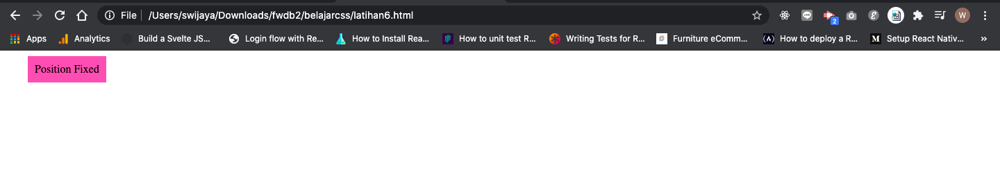 File /Users/swijaya/Downloads/fwdb2/belajarcss/latihan6.html 2 W
Apps Analytics Build a Svelte JS... Login flow with Re... How to Install Rea... How to unit test R... Writing Tests for R... Furniture eComm... How to deploy a R... M Setup React Nativ... »
Position Fixed